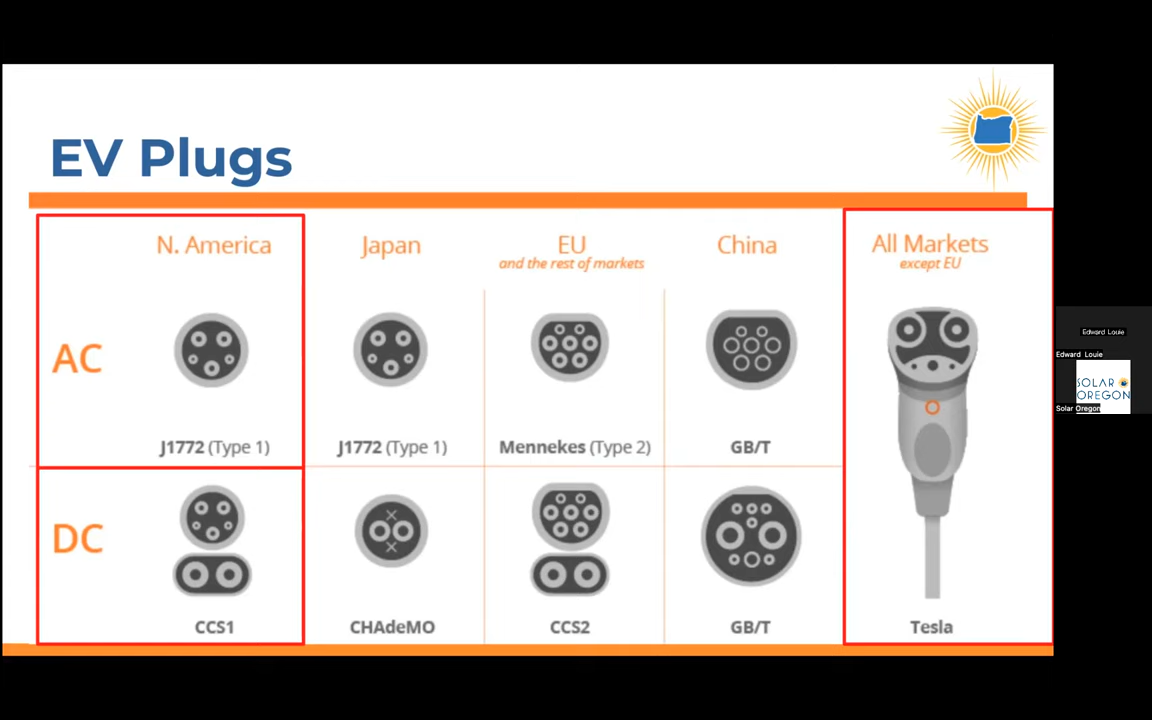 EV Plugs
N. America
Japan
EU
and the rest of markets
China
All Markets
except EU
AC
J1772 (Type 1)
J1772 (Type 1)
Mennekes (Type 2)
GB/T
DC
CCS1
CHAdeMO
CCS2
GB/T
Tesla
Edward Louie
Edward Louie
SOLAR
OREGON
Solar Oregon